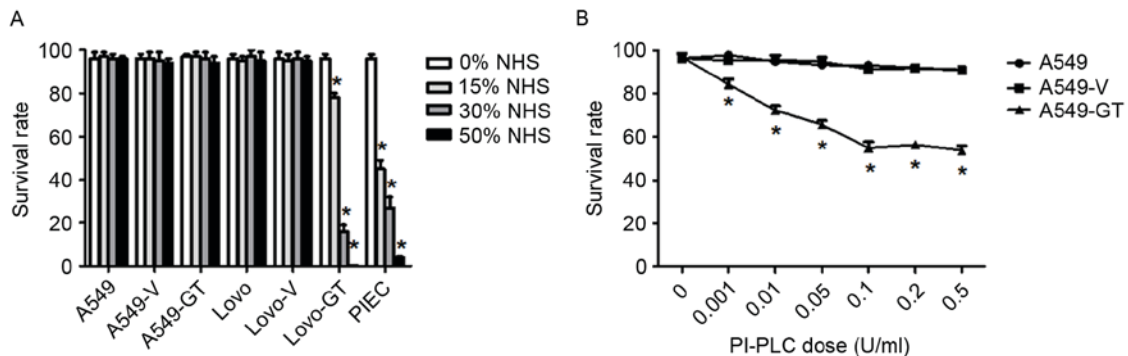 A
Survival rate
100
80
60
40
20
0
* * * * * *
A549
A549-V
A549-GT
Lovo
Lovo-V
Lovo-GT
PIEC
0% NHS
15% NHS
30% NHS
50% NHS
B
Survival rate
100
80
60
40
20
0
* * * * * *
0
0.001
0.01
0.05
0.1
0.2
0.5
PI-PLC dose (U/ml)
A549
A549-V
A549-GT